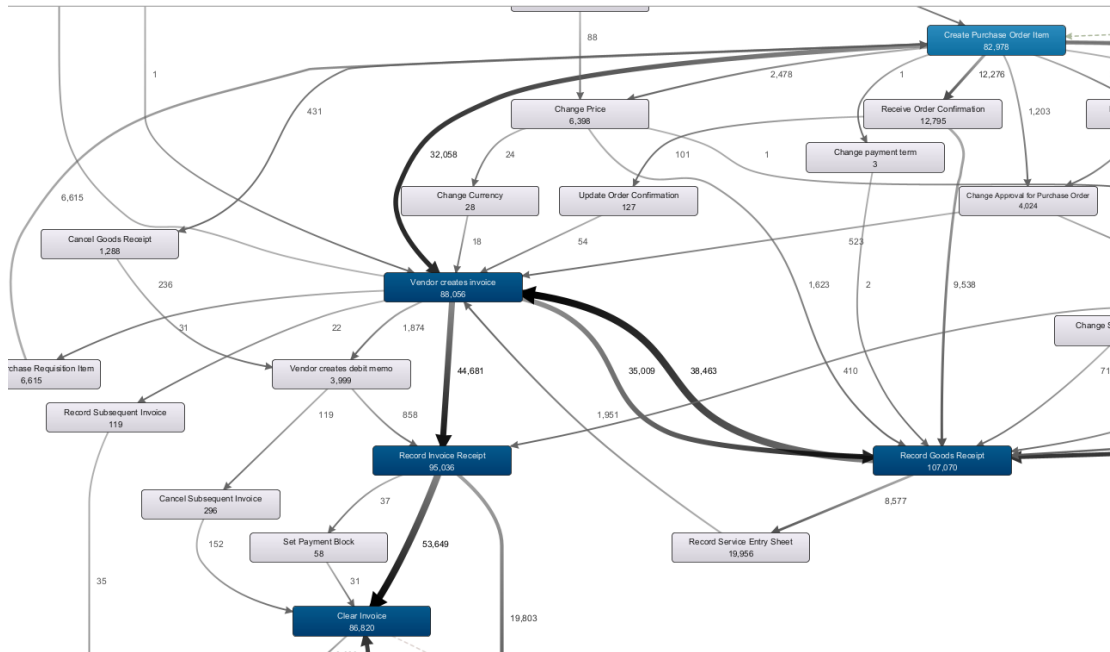 Create Purchase Order Item
82,978
88
1
2,478
1
12,276
Change Price
6,398
Receive Order Confirmation
12,795
431
1,203
32,058
24
101
1
Change payment term
3
6,615
Change Currency
28
Update Order Confirmation
127
Change Approval for Purchase Order
4,024
Cancel Goods Receipt
1,288
18
54
523
236
Vendor creates invoice
88,056
1,623
2
9,538
31
22
1,874
Change S
rchase Requisition Item
6,615
Vendor creates debit memo
3,999
44,681
35,009
38,463
410
71
Record Subsequent Invoice
119
119
858
1,951
Record Invoice Receipt
95,036
Record Goods Receipt
107,070
Cancel Subsequent Invoice
296
37
8,577
152
Set Payment Block
58
53,649
Record Service Entry Sheet
19,956
35
31
Clear Invoice
86,820
19,803